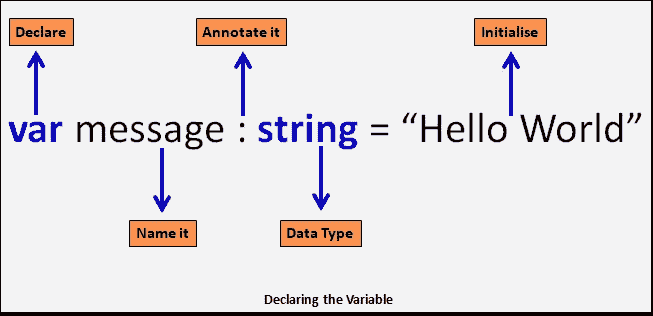 Declare Annotate it Initialise
var message : string = “Hello World”
Name it Data Type
Declaring the Variable